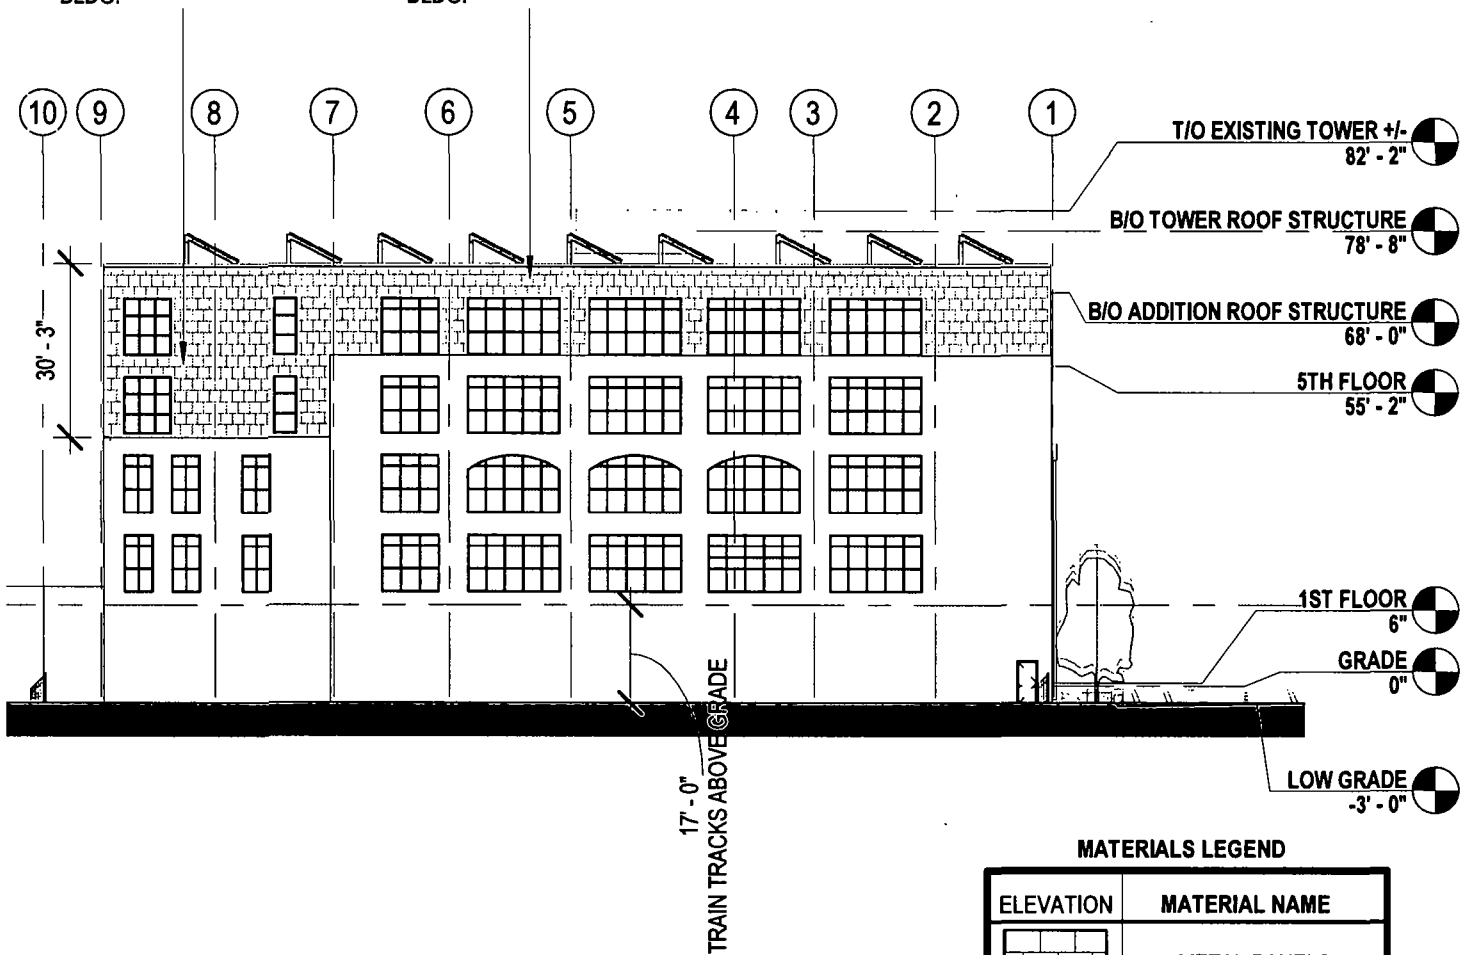 BLDG. BLDG.
10 9 8 7 6 5 4 3 2 1
T/O EXISTING TOWER +/-
82' - 2"
B/O TOWER ROOF STRUCTURE
78' - 8"
B/O ADDITION ROOF STRUCTURE
68' - 0"
5TH FLOOR
55' - 2"
30' - 3"
1ST FLOOR
6"
GRADE
0"
LOW GRADE
-3' - 0"
17' - 0"
TRAIN TRACKS ABOVE GRADE
MATERIALS LEGEND
ELEVATION MATERIAL NAME
METAL PANELS